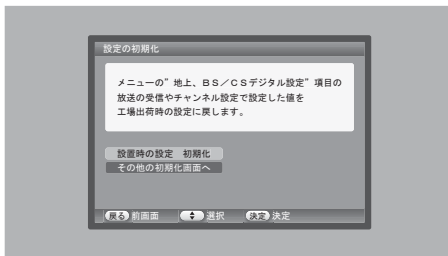 設定の初期化
メニューの”地上、BS／CSデジタル設定”項目の
放送の受信やチャンネル設定で設定した値を
工場出荷時の設定に戻します。
設置時の設定　初期化
その他の初期化画面へ
戻る 前画面 選択 決定 決定